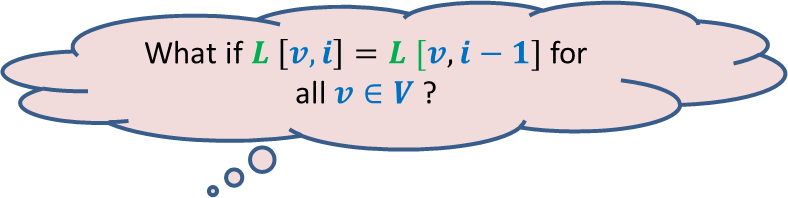 What if L [v, i] = L [v, i − 1] for
all v ∈ V ?